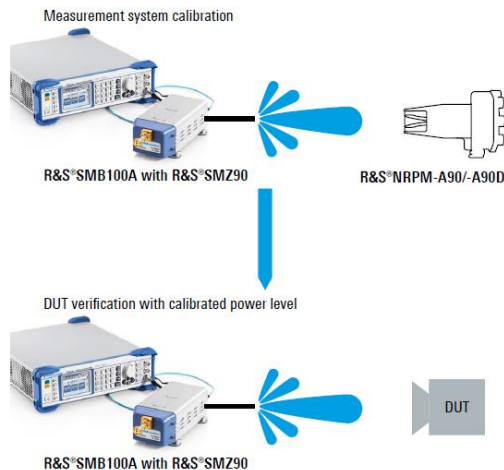 Measurement system calibration
R&S®SMB100A with R&S®SMZ90
R&S®NRPM-A90/-A90D
DUT verification with calibrated power level
DUT
R&S®SMB100A with R&S®SMZ90